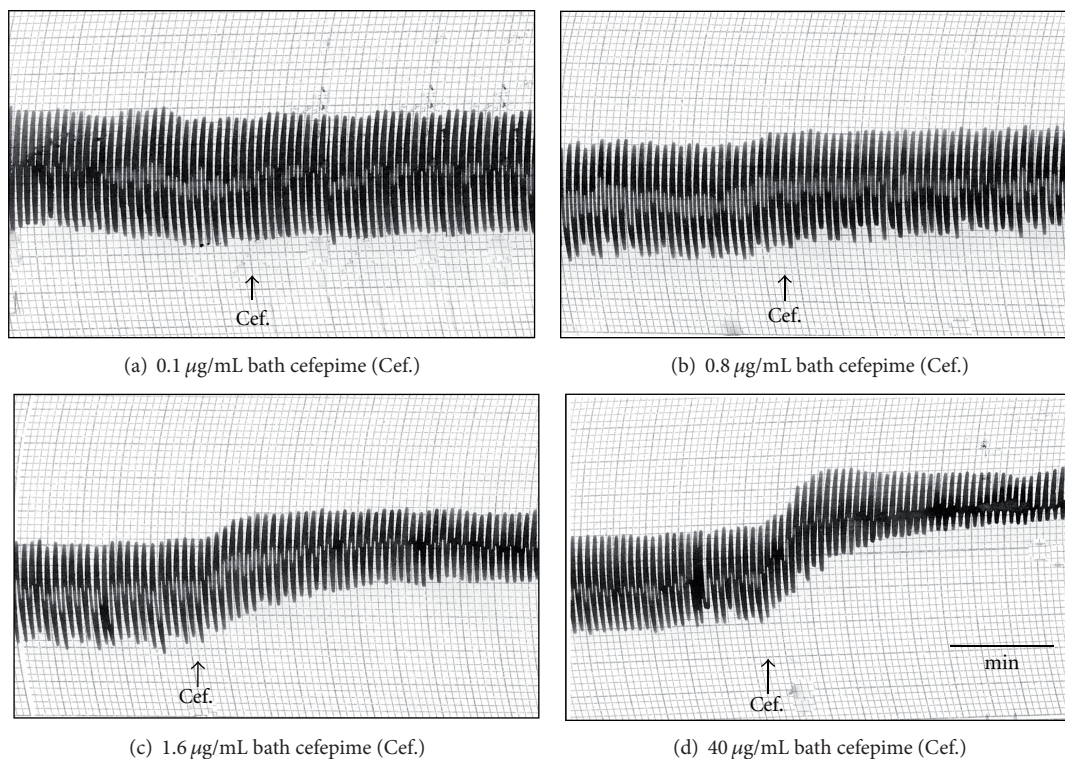 Cef.
Cef.
(a) 0.1 μg/mL bath cefepime (Cef.)
(b) 0.8 μg/mL bath cefepime (Cef.)
Cef.
min
Cef.
(c) 1.6 μg/mL bath cefepime (Cef.)
(d) 40 μg/mL bath cefepime (Cef.)